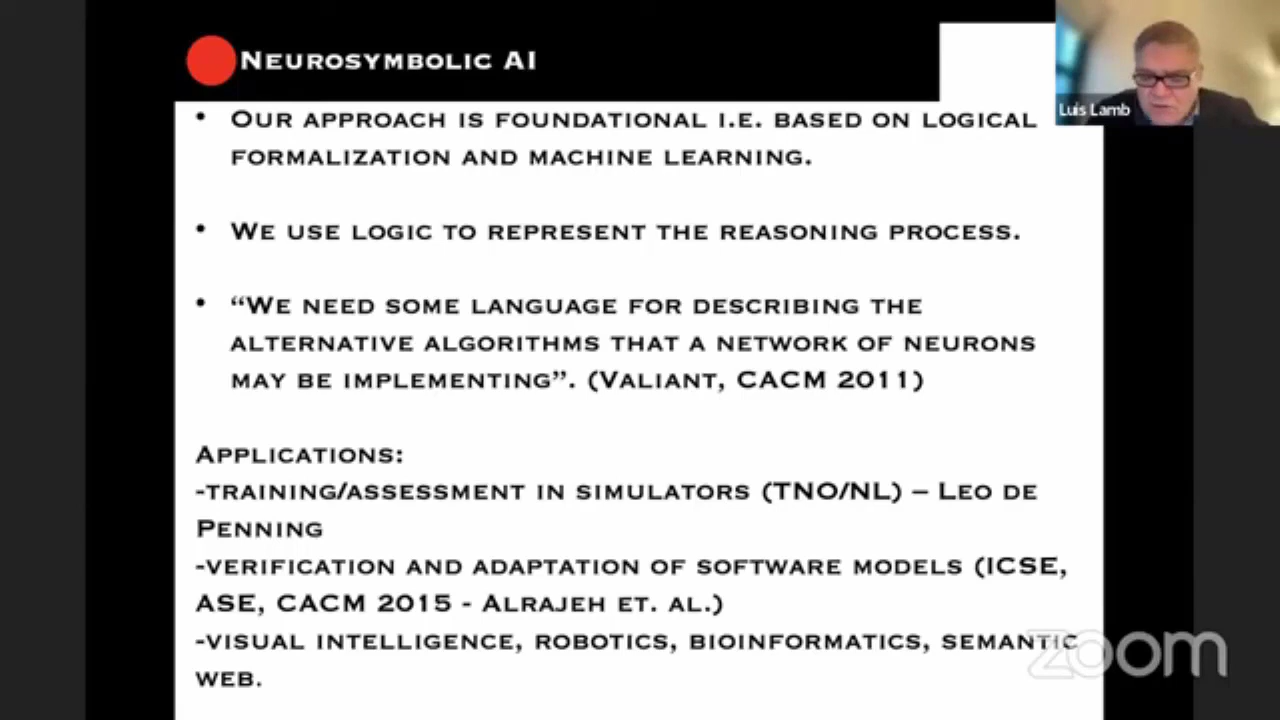 Neurosymbolic AI
Luís Lamb
• Our approach is foundational i.e. based on logical
formalization and machine learning.
• We use logic to represent the reasoning process.
• “We need some language for describing the
alternative algorithms that a network of neurons
may be implementing”. (Valiant, CACM 2011)
Applications:
-training/assessment in simulators (TNO/NL) – Leo de
Penning
-verification and adaptation of software models (ICSE,
ASE, CACM 2015 - Alrajeh et. al.)
-visual intelligence, robotics, bioinformatics, semantic
web.
zoom